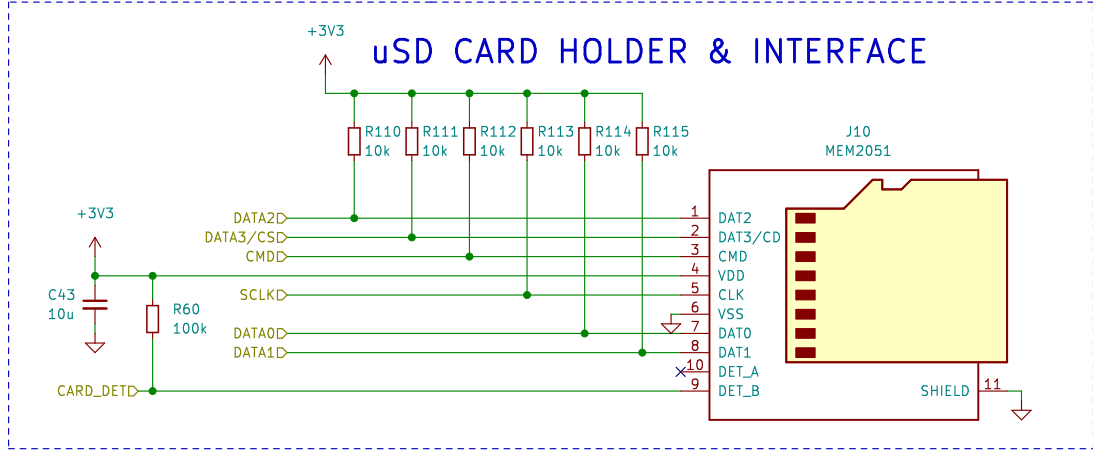 +3V3
uSD CARD HOLDER & INTERFACE
R110
10k
R111
10k
R112
10k
R113
10k
R114
10k
R115
10k
J10
MEM2051
+3V3
DATA2
DATA3/CS
CMD
SCLK
DATA0
DATA1
CARD_DET
C43
10u
R60
100k
1 DAT2
2 DAT3/CD
3 CMD
4 VDD
5 CLK
6 VSS
7 DAT0
8 DAT1
10 DET_A
9 DET_B
SHIELD 11